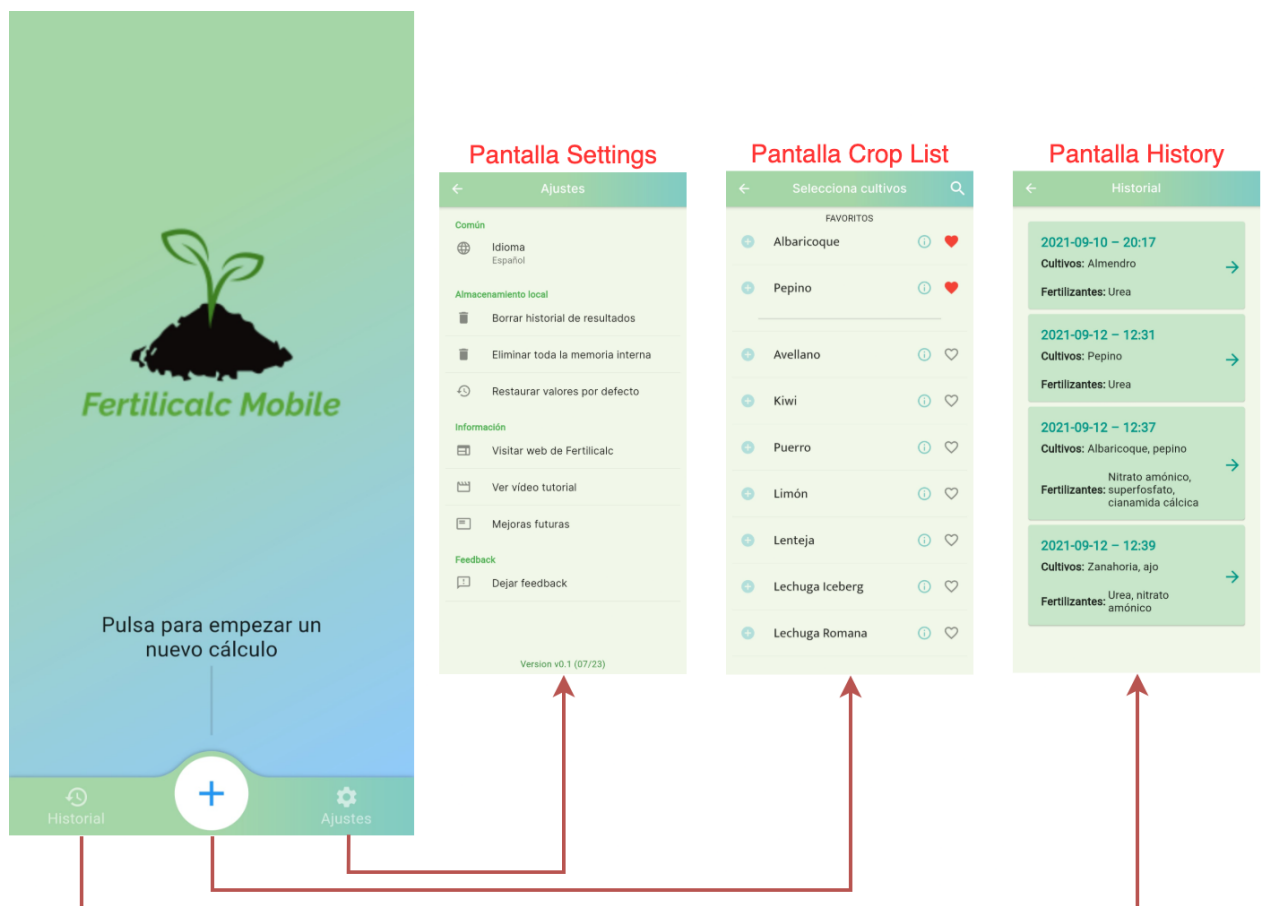 Fertilicalc Mobile
Pulsa para empezar un
nuevo cálculo
Historial
Ajustes
Pantalla Settings
Ajustes
Común
Idioma
Español
Almacenamiento local
Borrar historial de resultados
Eliminar toda la memoria interna
Restaurar valores por defecto
Información
Visitar web de Fertilicalc
Ver vídeo tutorial
Mejoras futuras
Feedback
Dejar feedback
Version v0.1 (07/23)
Pantalla Crop List
Selecciona cultivos
FAVORITOS
Albaricoque
Pepino
Avellano
Kiwi
Puerro
Limón
Lenteja
Lechuga Iceberg
Lechuga Romana
Pantalla History
Historial
2021-09-10 – 20:17
Cultivos: Almendro
Fertilizantes: Urea
2021-09-12 – 12:31
Cultivos: Pepino
Fertilizantes: Urea
2021-09-12 – 12:37
Cultivos: Albaricoque, pepino
Fertilizantes: Nitrato amónico,
superfosfato,
cianamida cálcica
2021-09-12 – 12:39
Cultivos: Zanahoria, ajo
Fertilizantes: Urea, nitrato
amónico